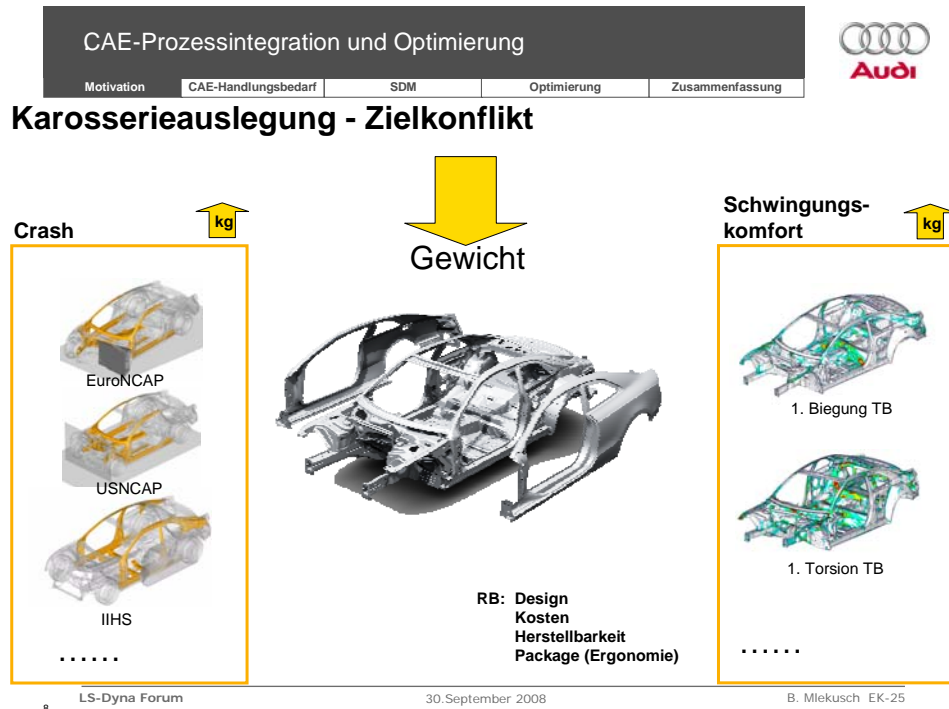 CAE-Prozessintegration und Optimierung
Audi
Motivation CAE-Handlungsbedarf SDM Optimierung Zusammenfassung
Karosserieauslegung - Zielkonflikt
Crash
kg
Gewicht
Schwingungs-
komfort
kg
EuroNCAP
USNCAP
IIHS
......
1. Biegung TB
1. Torsion TB
......
RB: Design
Kosten
Herstellbarkeit
Package (Ergonomie)
LS-Dyna Forum 30.September 2008 B. Mlekusch EK-25